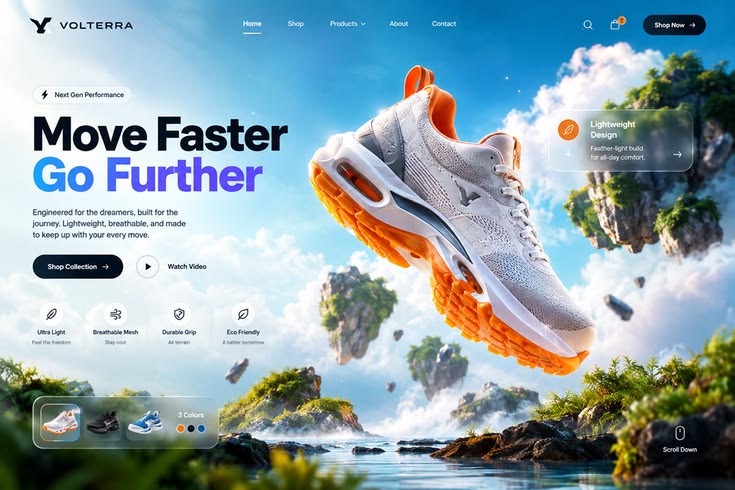 VOLTERRA
Home
Shop
Products
About
Contact
2
Shop Now
Next Gen Performance
Move Faster
Go Further
Engineered for the dreamers, built for the
journey. Lightweight, breathable, and made
to keep up with your every move.
Shop Collection
Watch Video
Lightweight
Design
Feather-light build
for all-day comfort.
Ultra Light
Feel the freedom
Breathable Mesh
Stay cool
Durable Grip
All terrain
Eco Friendly
A better tomorrow
3 Colors
Scroll Down